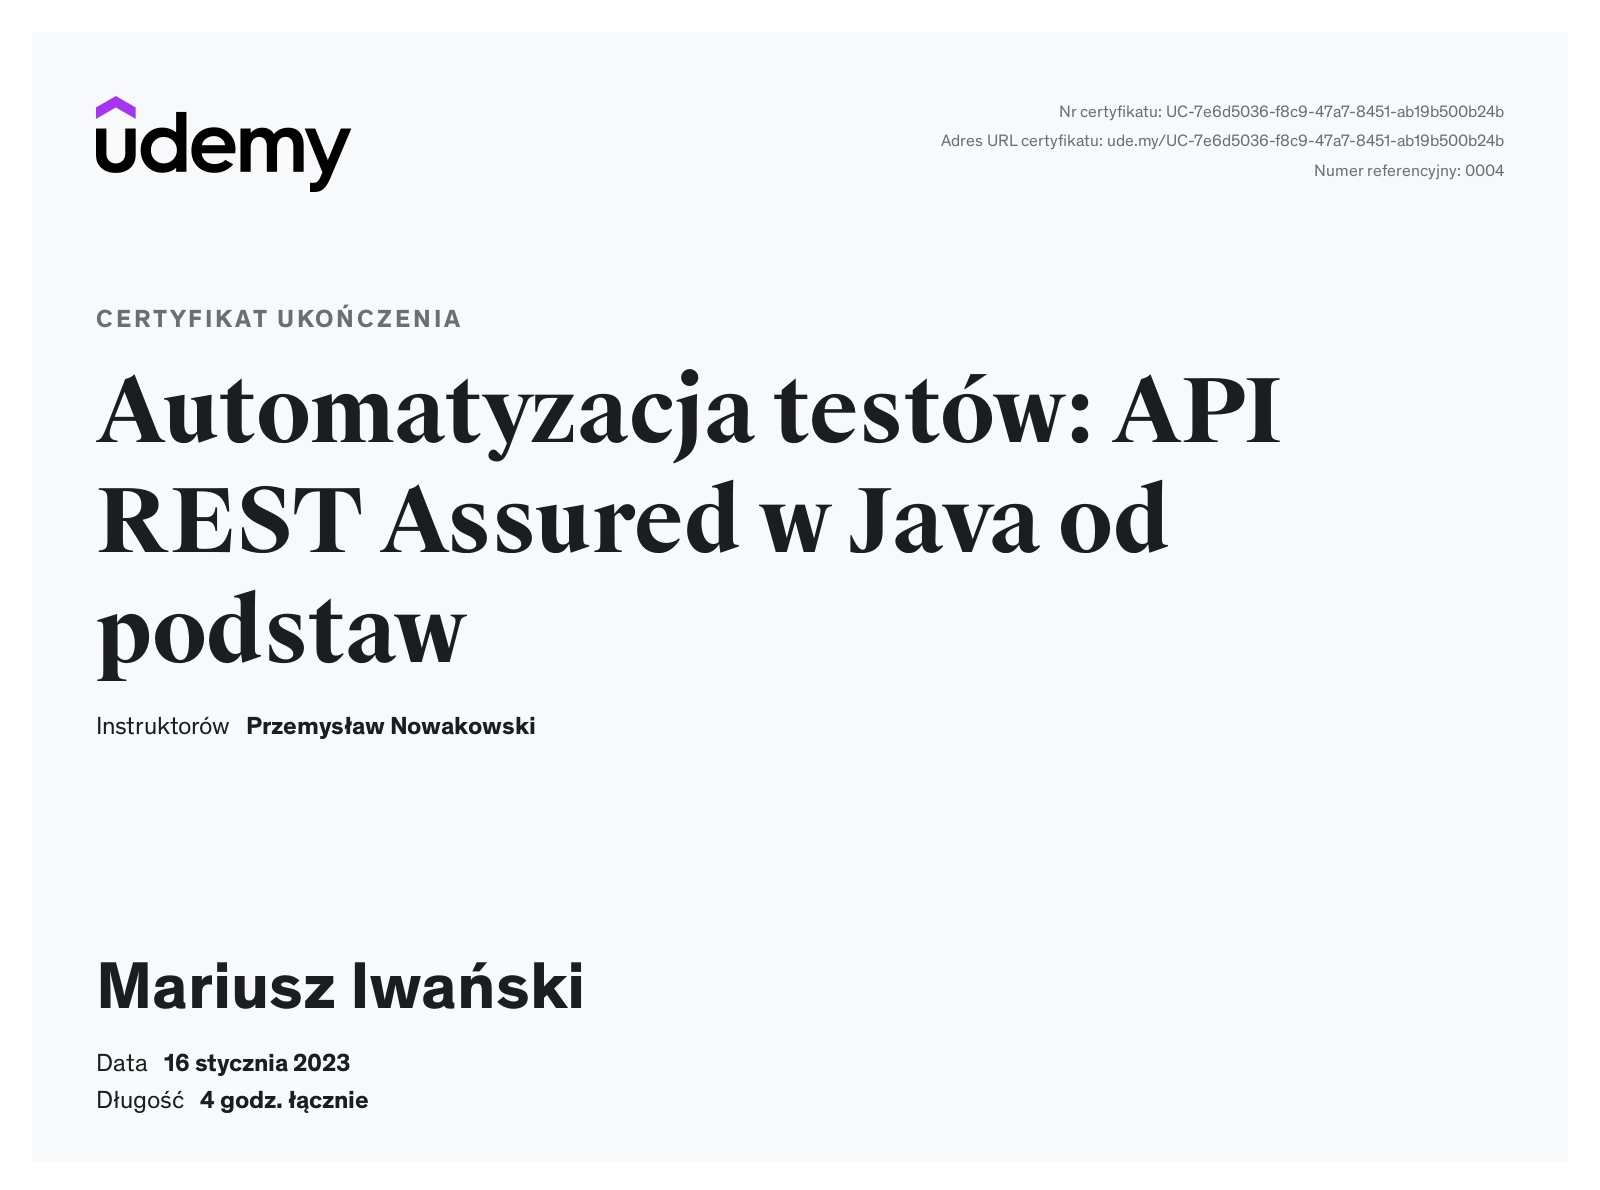 udemy
Nr certyfikatu: UC-7e6d5036-f8c9-47a7-8451-ab19b500b24b
Adres URL certyfikatu: ude.my/UC-7e6d5036-f8c9-47a7-8451-ab19b500b24b
Numer referencyjny: 0004
CERTYFIKAT UKOŃCZENIA
Automatyzacja testów: API
REST Assured w Java od
podstaw
Instruktorów Przemysław Nowakowski
Mariusz Iwański
Data 16 stycznia 2023
Długość 4 godz. łącznie